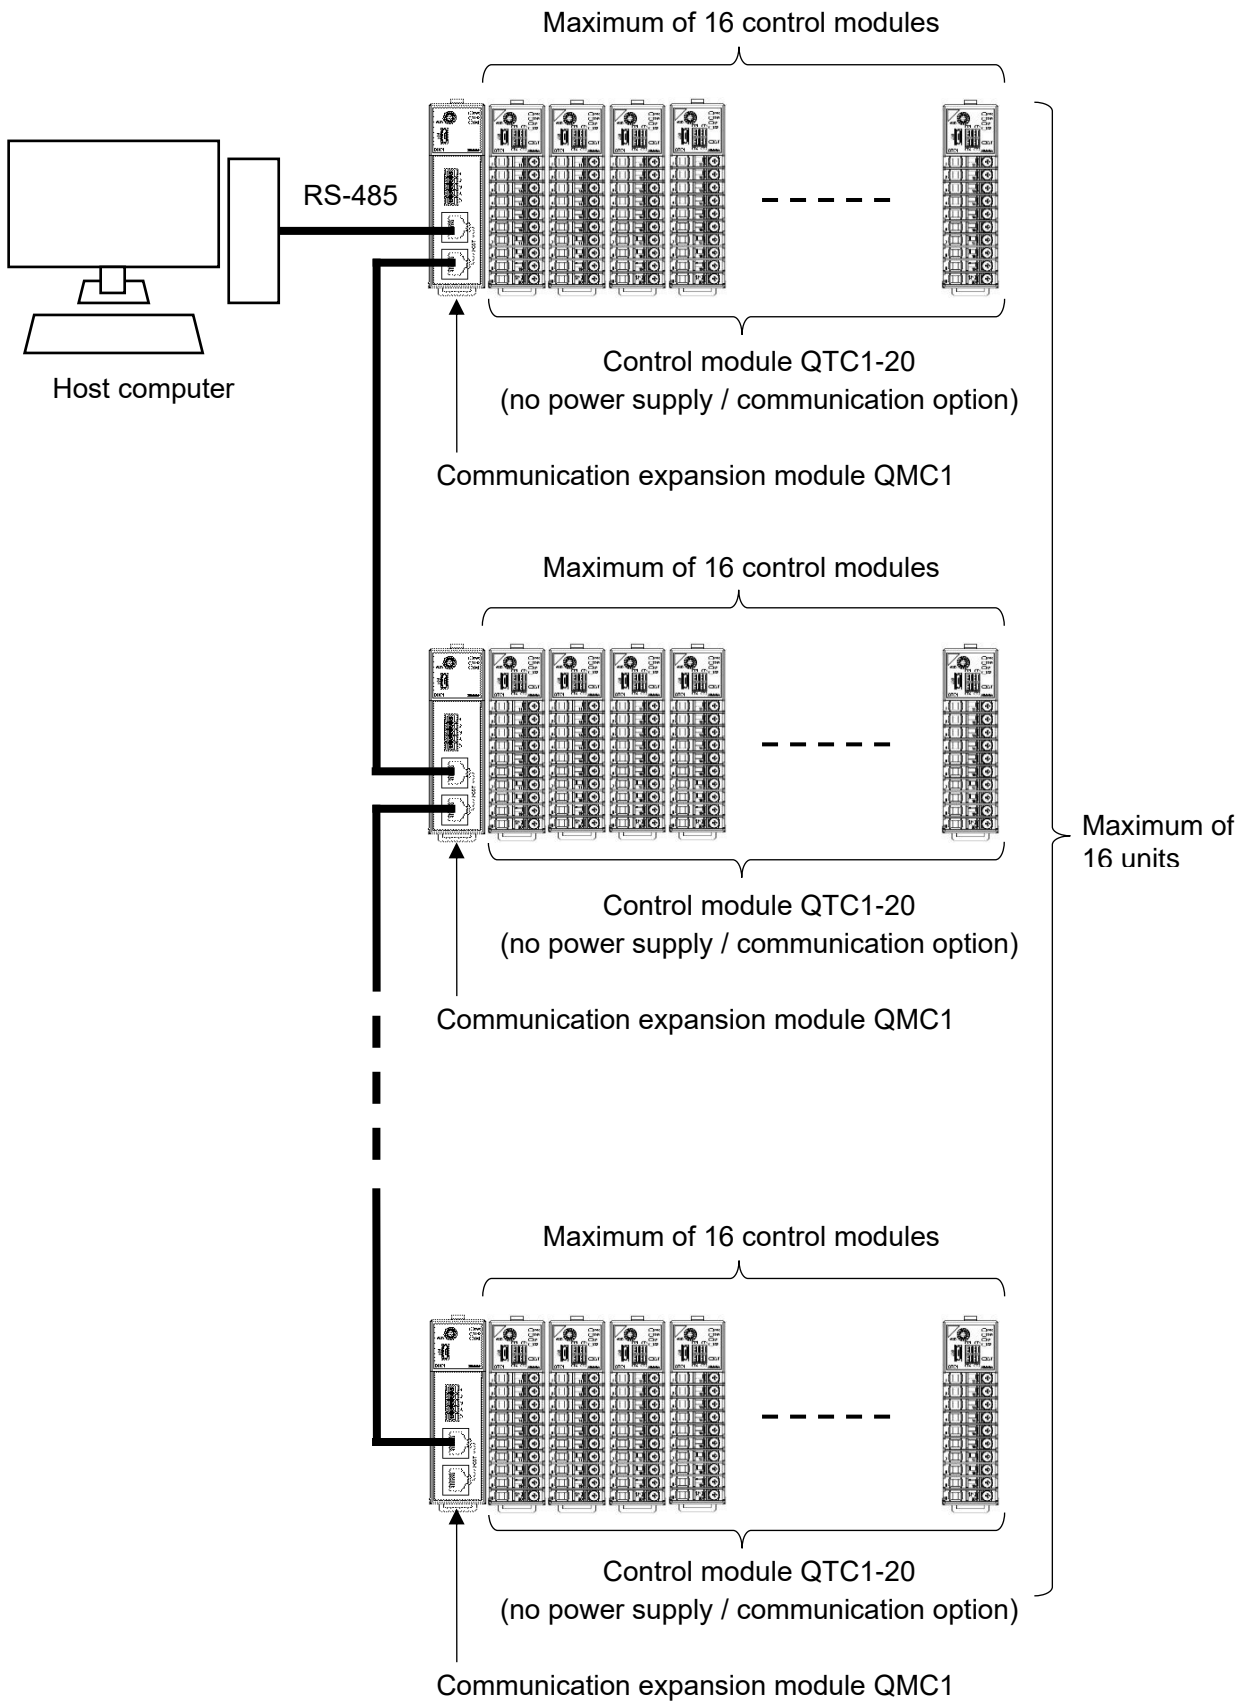 Maximum of 16 control modules
RS-485
Host computer
Control module QTC1-20
(no power supply / communication option)
Communication expansion module QMC1
Maximum of 16 control modules
Maximum of
16 units
Control module QTC1-20
(no power supply / communication option)
Communication expansion module QMC1
Maximum of 16 control modules
Control module QTC1-20
(no power supply / communication option)
Communication expansion module QMC1